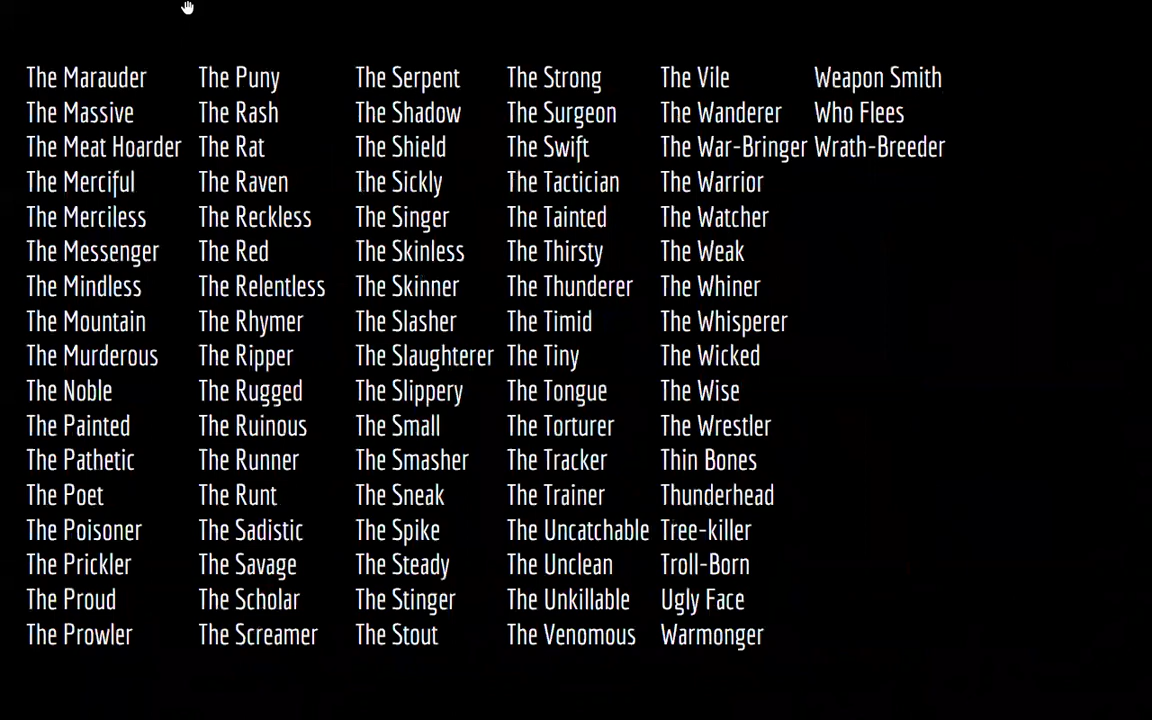 The Marauder
The Massive
The Meat Hoarder
The Merciful
The Merciless
The Messenger
The Mindless
The Mountain
The Murderous
The Noble
The Painted
The Pathetic
The Poet
The Poisoner
The Prickler
The Proud
The Prowler
The Puny
The Rash
The Rat
The Raven
The Reckless
The Red
The Relentless
The Rhymer
The Ripper
The Rugged
The Ruinous
The Runner
The Runt
The Sadistic
The Savage
The Scholar
The Screamer
The Serpent
The Shadow
The Shield
The Sickly
The Singer
The Skinless
The Skinner
The Slasher
The Slaughterer
The Slippery
The Small
The Smasher
The Sneak
The Spike
The Steady
The Stinger
The Stout
The Strong
The Surgeon
The Swift
The Tactician
The Tainted
The Thirsty
The Thunderer
The Timid
The Tiny
The Tongue
The Torturer
The Tracker
The Trainer
The Uncatchable
The Unclean
The Unkillable
The Venomous
The Vile
The Wanderer
The War-Bringer
The Warrior
The Watcher
The Weak
The Whiner
The Whisperer
The Wicked
The Wise
The Wrestler
Thin Bones
Thunderhead
Tree-killer
Troll-Born
Ugly Face
Warmonger
Weapon Smith
Who Flees
Wrath-Breeder